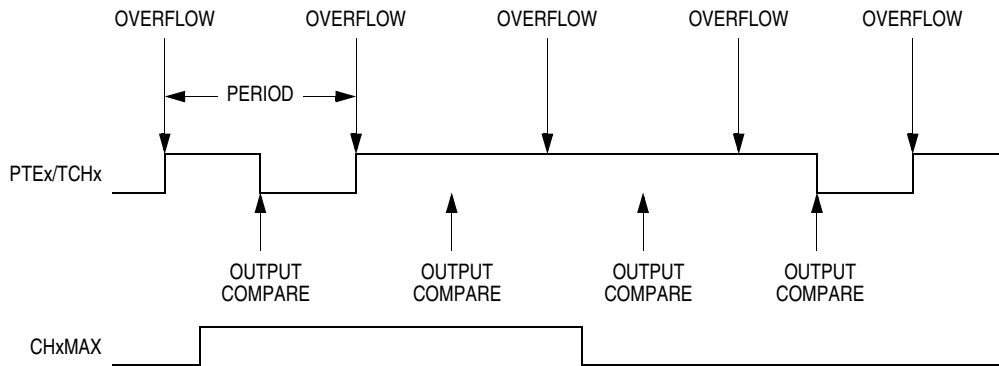 OVERFLOW OVERFLOW OVERFLOW OVERFLOW OVERFLOW
PERIOD
PTEx/TCHx
OUTPUT COMPARE
OUTPUT COMPARE
OUTPUT COMPARE
OUTPUT COMPARE
CHxMAX